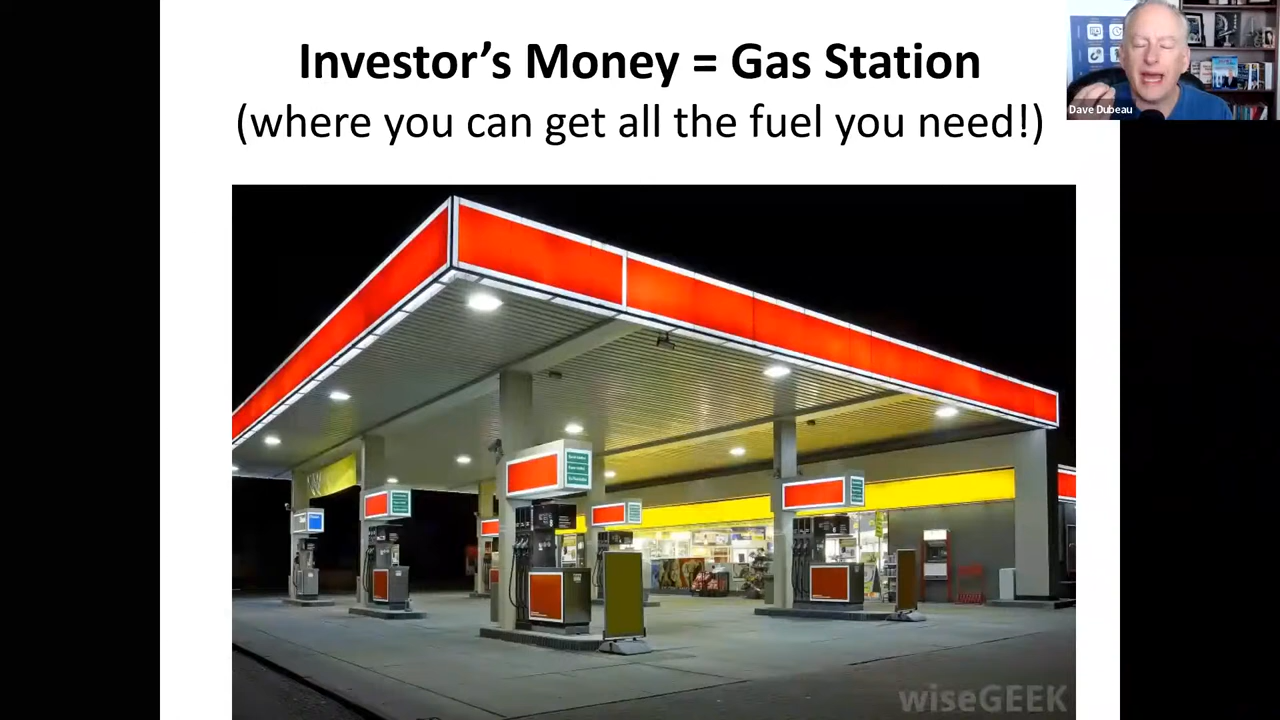 Investor’s Money = Gas Station
(where you can get all the fuel you need!)
Dave Dubeau
wiseGEEK